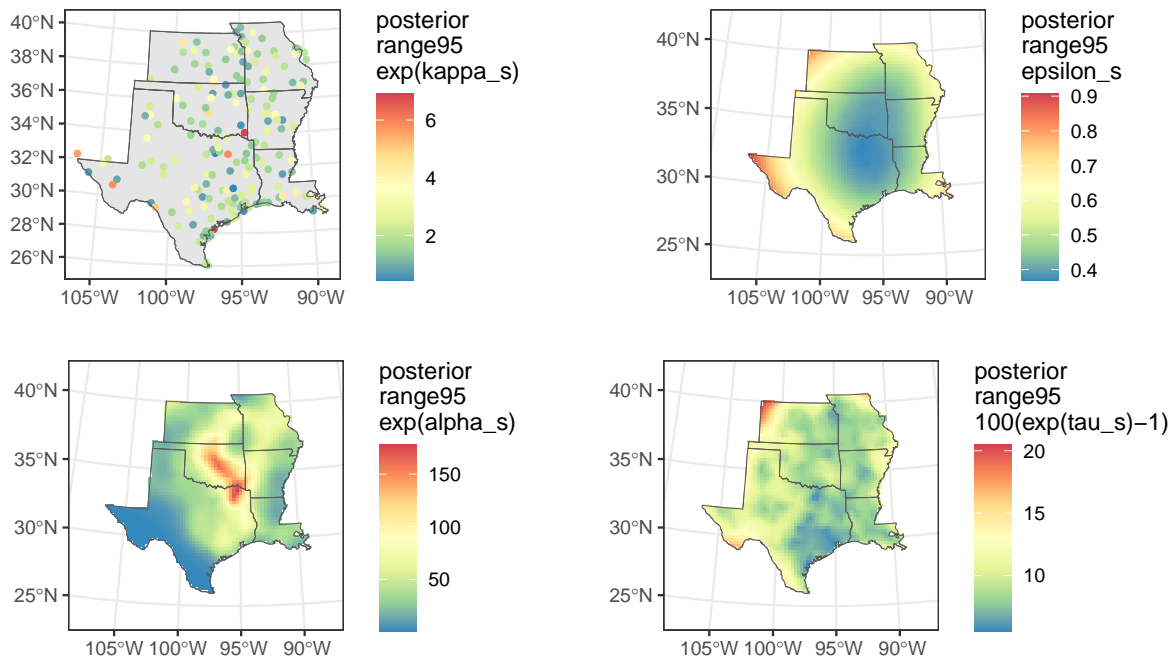 40°N
38°N
36°N
34°N
32°N
30°N
28°N
26°N
105°W 100°W 95°W 90°W
posterior
range95
exp(kappa_s)
6
4
2
40°N
35°N
30°N
25°N
105°W 100°W 95°W 90°W
posterior
range95
epsilon_s
0.9
0.8
0.7
0.6
0.5
0.4
40°N
35°N
30°N
25°N
105°W 100°W 95°W 90°W
posterior
range95
exp(alpha_s)
150
100
50
40°N
35°N
30°N
25°N
105°W 100°W 95°W 90°W
posterior
range95
100(exp(tau_s)−1)
20
15
10